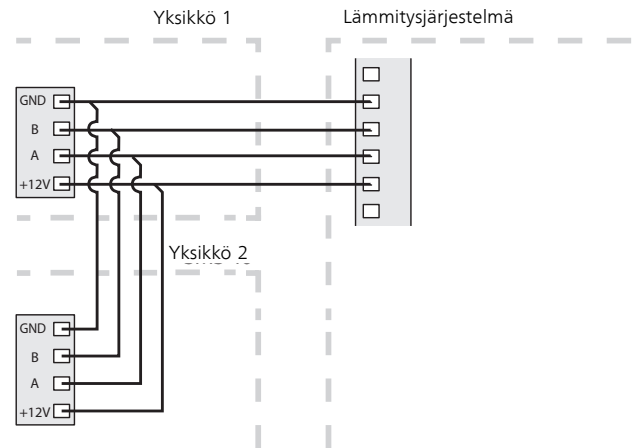 Yksikkö 1
Lämmitysjärjestelmä
GND
B
A
+12V
Yksikkö 2
GND
B
A
+12V